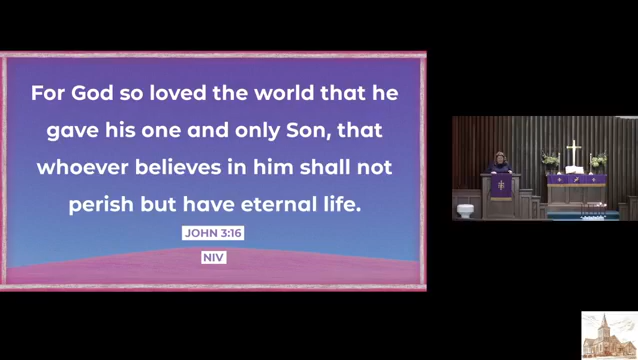 For God so loved the world that he
gave his one and only Son, that
whoever believes in him shall not
perish but have eternal life.
JOHN 3:16
NIV